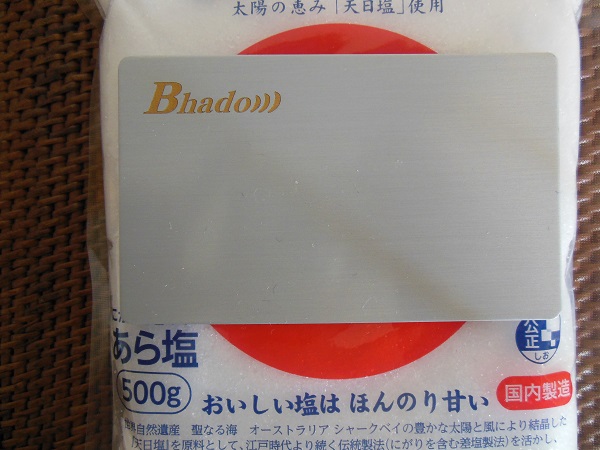 太陽の恵み「天日塩」使用
Bhado)))
あら塩
500g
公正
しお
おいしい塩は ほんのり甘い
国内製造
自然遺産 聖なる海 オーストラリア シャークベイの豊かな太陽と風により結晶した
「天日塩」を原料として、江戸時代より続く伝統製法(にがりを含む差塩製法)を活かし、